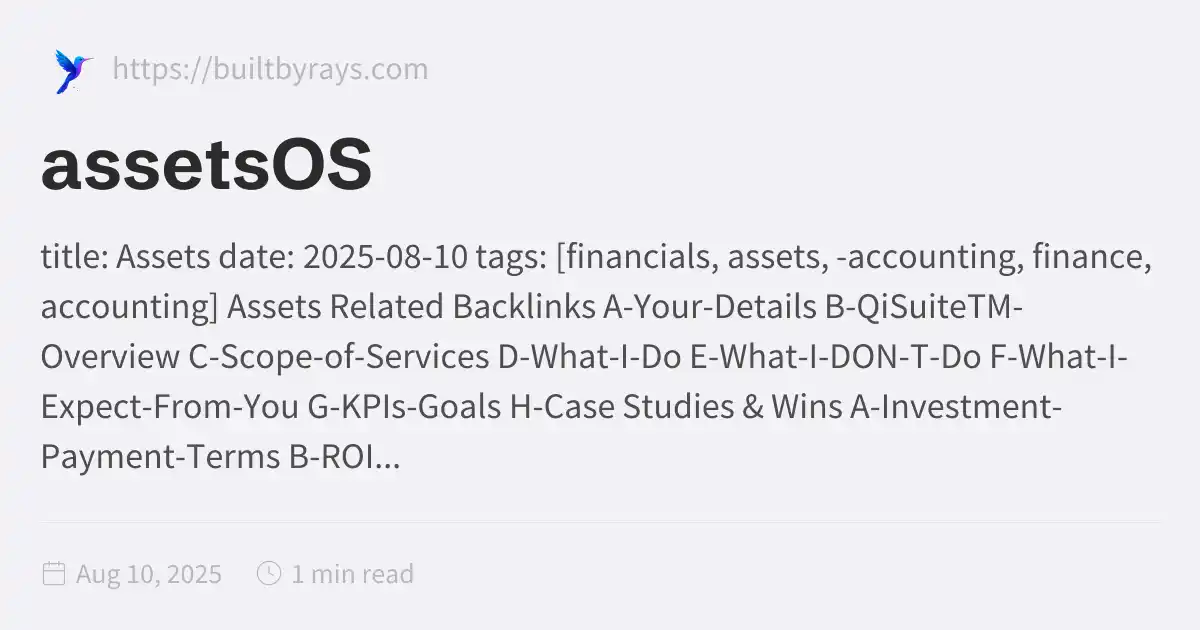 https://builtbyrays.com
assetsOS
title: Assets date: 2025-08-10 tags: [financials, assets, -accounting, finance,
accounting] Assets Related Backlinks A-Your-Details B-QiSuiteTM-
Overview C-Scope-of-Services D-What-I-Do E-What-I-DON-T-Do F-What-I-
Expect-From-You G-KPIs-Goals H-Case Studies & Wins A-Investment-
Payment-Terms B-ROI...
Aug 10, 2025 1 min read